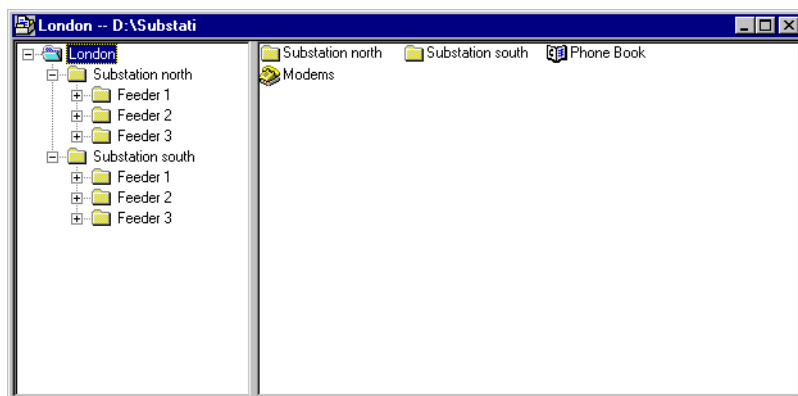 London -- D:\Substati
London
Substation north
Feeder 1
Feeder 2
Feeder 3
Substation south
Feeder 1
Feeder 2
Feeder 3
Substation north Substation south Phone Book
Modems